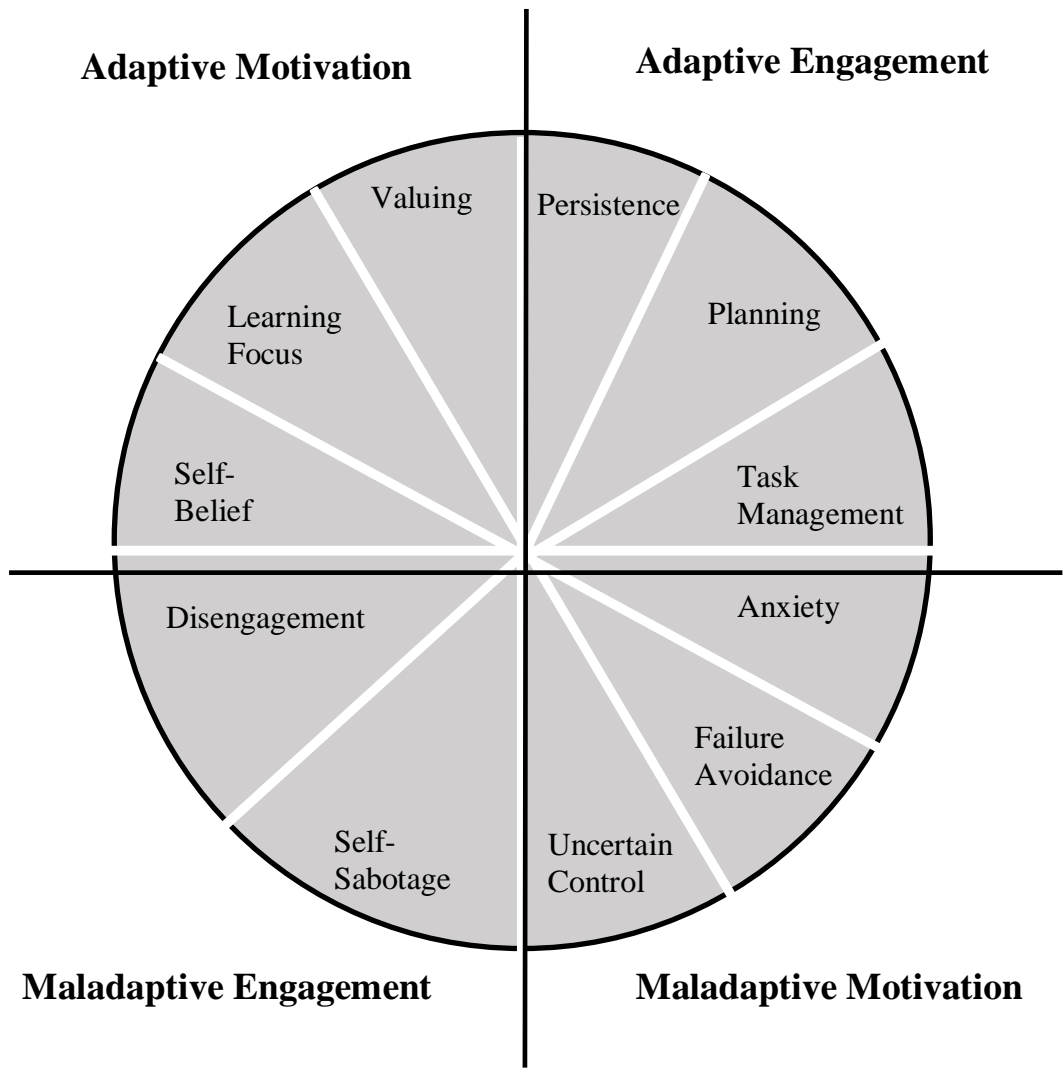 Adaptive Motivation
Adaptive Engagement
Valuing
Persistence
Learning
Focus
Planning
Self-
Belief
Task
Management
Disengagement
Anxiety
Failure
Avoidance
Self-
Sabotage
Uncertain
Control
Maladaptive Engagement
Maladaptive Motivation